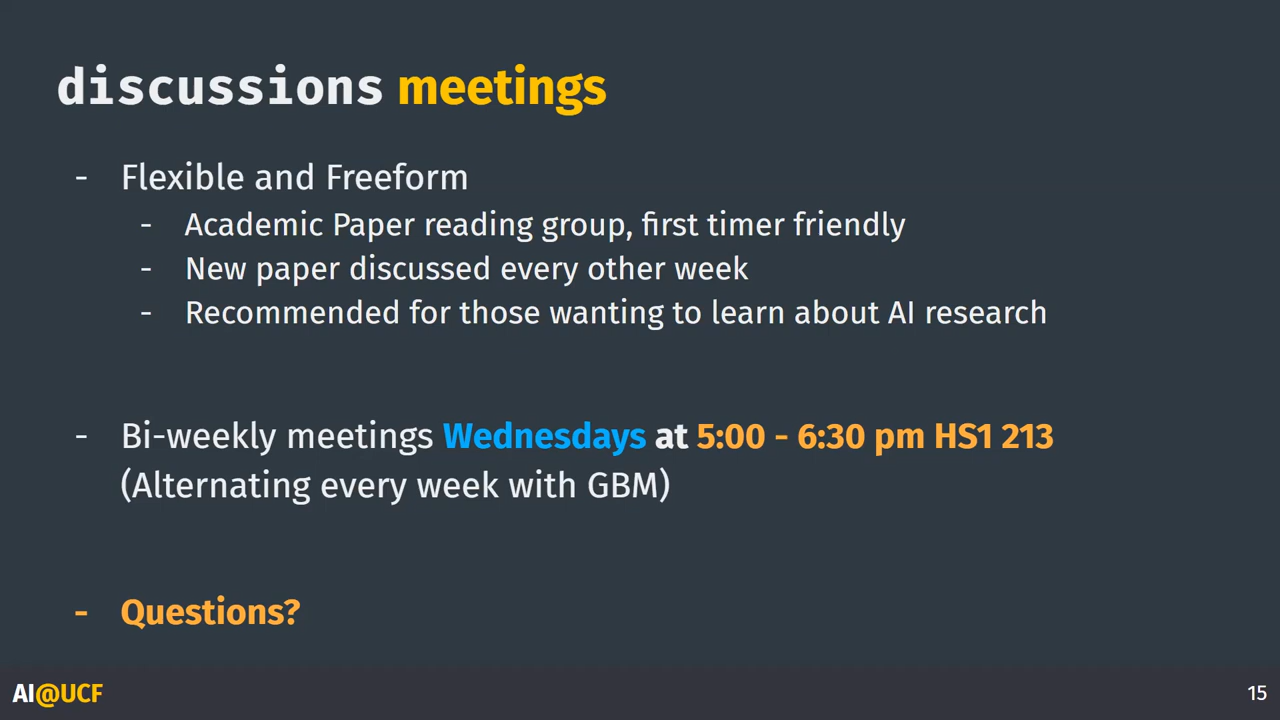 discussions meetings
- Flexible and Freeform
- Academic Paper reading group, first timer friendly
- New paper discussed every other week
- Recommended for those wanting to learn about AI research
- Bi-weekly meetings Wednesdays at 5:00 - 6:30 pm HS1 213
(Alternating every week with GBM)
- Questions?
AI@UCF
15